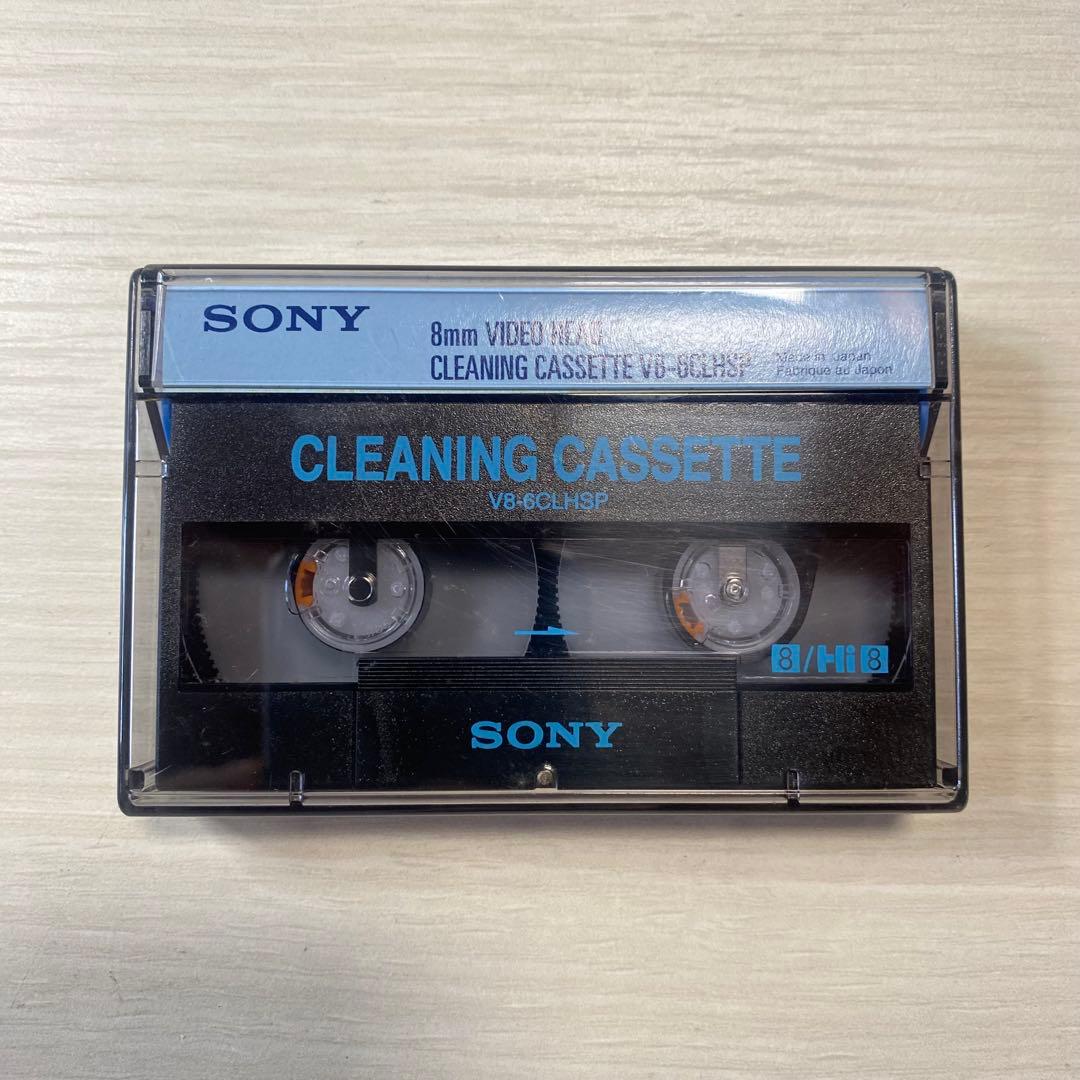 SONY
8mm VIDEO HEAD
CLEANING CASSETTE V8-6CLHSP
Made in Japan
Fabriqué au Japon
CLEANING CASSETTE
V8-6CLHSP
8/Hi8
SONY